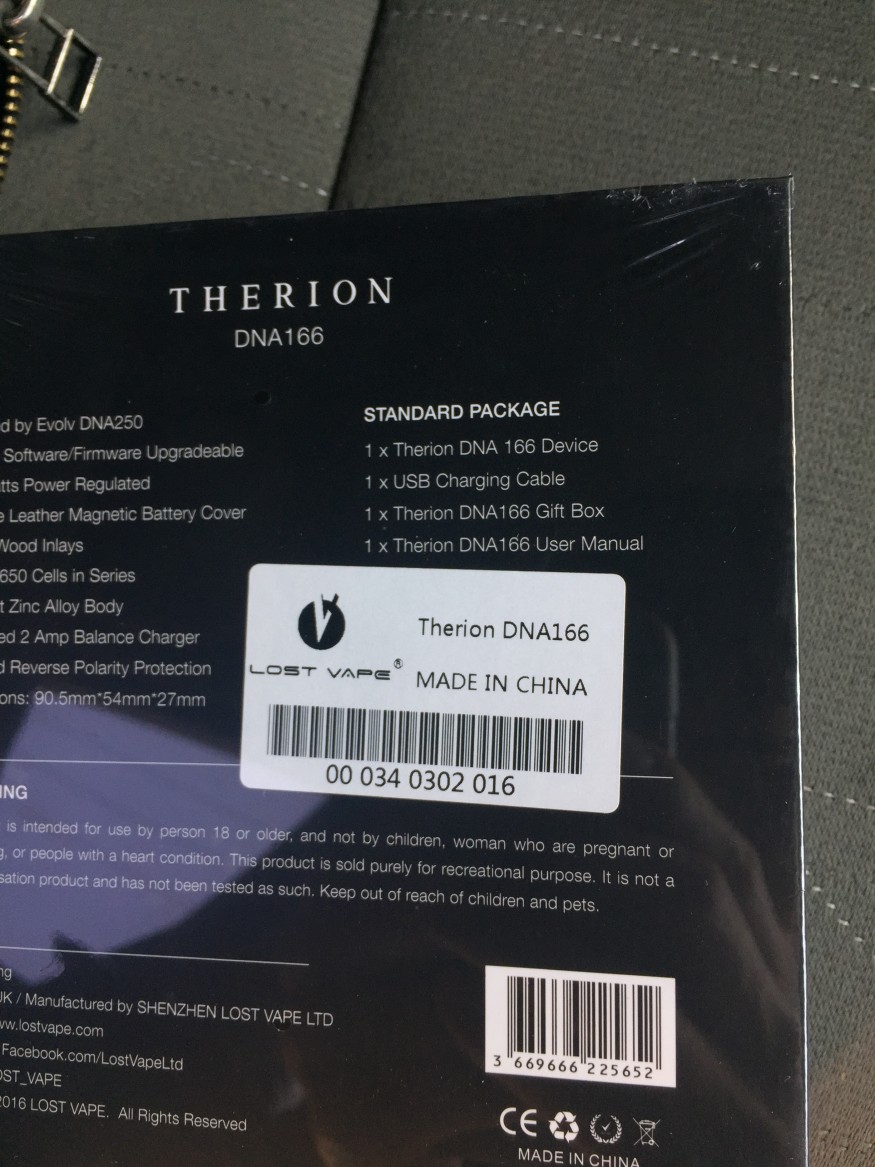 THERION
DNA166
d by Evolv DNA250
Software/Firmware Upgradeable
tts Power Regulated
e Leather Magnetic Battery Cover
Wood Inlays
650 Cells in Series
t Zinc Alloy Body
ed 2 Amp Balance Charger
d Reverse Polarity Protection
ons: 90.5mm*54mm*27mm
STANDARD PACKAGE
1 x Therion DNA 166 Device
1 x USB Charging Cable
1 x Therion DNA166 Gift Box
1 x Therion DNA166 User Manual
LOST VAPE®
Therion DNA166
MADE IN CHINA
00 034 0302 016
ING
is intended for use by person 18 or older, and not by children, woman who are pregnant or
g, or people with a heart condition. This product is sold purely for recreational purpose. It is not a
sation product and has not been tested as such. Keep out of reach of children and pets.
ng
UK / Manufactured by SHENZHEN LOST VAPE LTD
ww.lostvape.com
Facebook.com/LostVapeLtd
OST_VAPE
2016 LOST VAPE. All Rights Reserved
3 669666 225652
CE
MADE IN CHINA